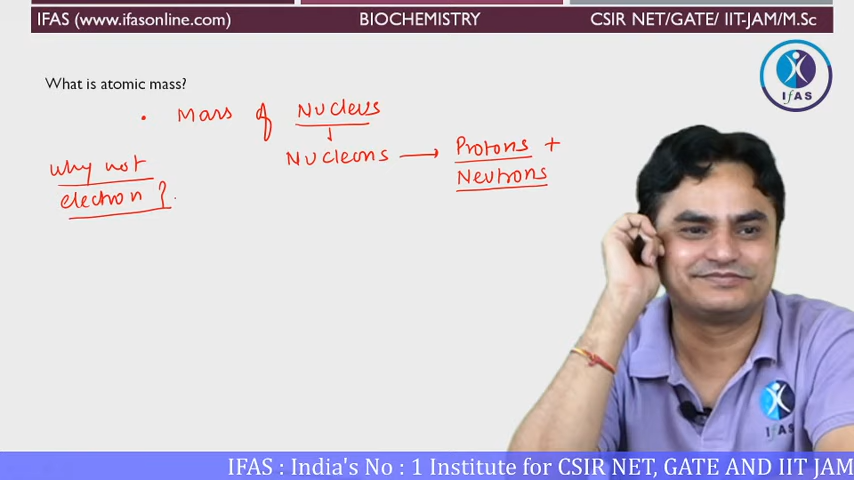 IFAS (www.ifasonline.com) BIOCHEMISTRY CSIR NET/GATE/ IIT-JAM/M.Sc
IFAS
What is atomic mass?
• Mass of Nucleus
Nucleons → Protons +
Neutrons
Why not
electron ?
IFAS
IFAS : India's No : 1 Institute for CSIR NET, GATE AND IIT JAM